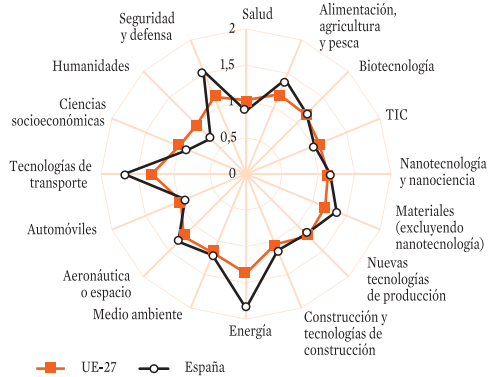 2
1,5
1
0,5
0
Salud
Alimentación,
agricultura
y pesca
Biotecnología
TIC
Nanotecnología
y nanociencia
Materiales
(excluyendo
nanotecnología)
Nuevas
tecnologías
de producción
Construcción y
tecnologías de
construcción
Energía
Medio ambiente
Aeronáutica
o espacio
Automóviles
Tecnologías de
transporte
Ciencias
socioeconómicas
Humanidades
Seguridad
y defensa
UE-27
España